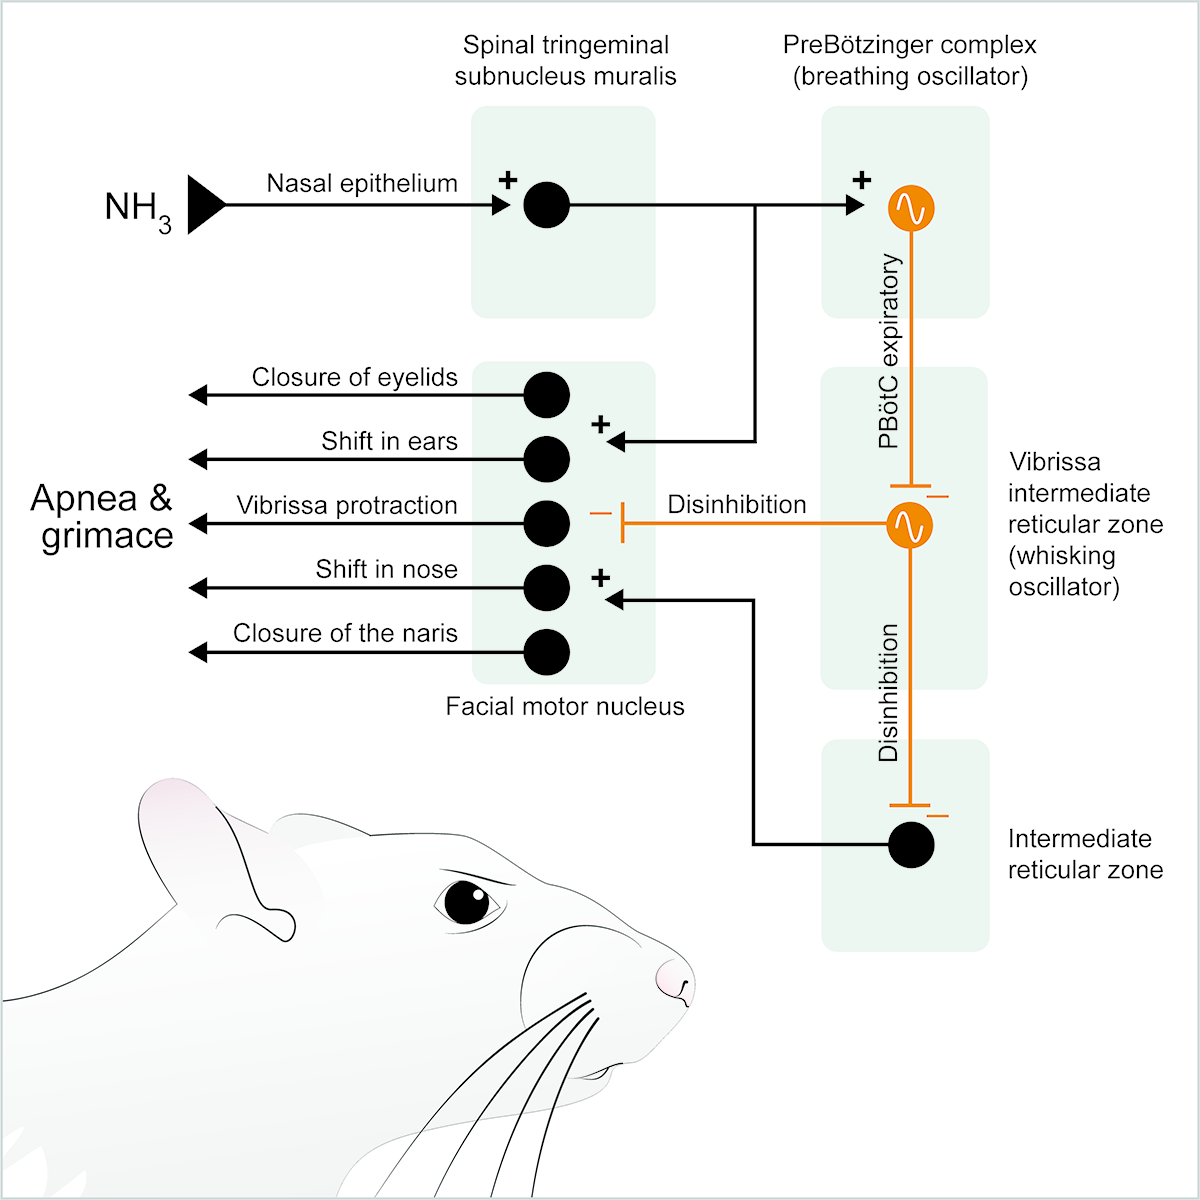 Spinal tringeminal
subnucleus muralis
PreBötzinger complex
(breathing oscillator)
NH3
Nasal epithelium
+
+
PBötC expiratory
Closure of eyelids
+
Shift in ears
Apnea &
grimace
Vibrissa protraction
–
Disinhibition
–
Vibrissa
intermediate
reticular zone
(whisking
oscillator)
Shift in nose
+
Closure of the naris
Facial motor nucleus
Disinhibition
–
Intermediate
reticular zone